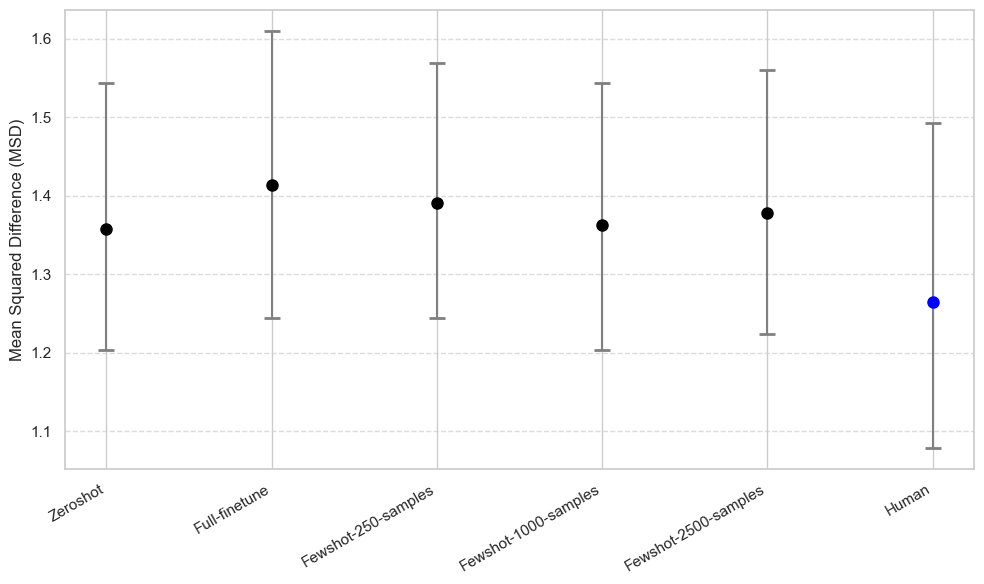 Mean Squared Difference (MSD)
1.6
1.5
1.4
1.3
1.2
1.1
Zeroshot
Full-finetune
Fewshot-250-samples
Fewshot-1000-samples
Fewshot-2500-samples
Human